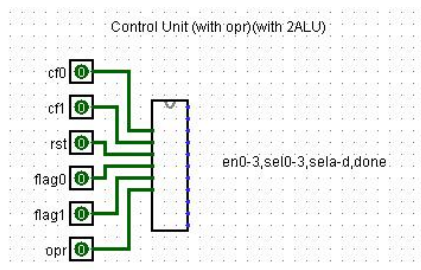 Control Unit (with opr)(with 2ALU)
cf0 0
cf1 0
rst 0
flag0 0
flag1 0
opr 0
en0-3,sel0-3,sela-d,done